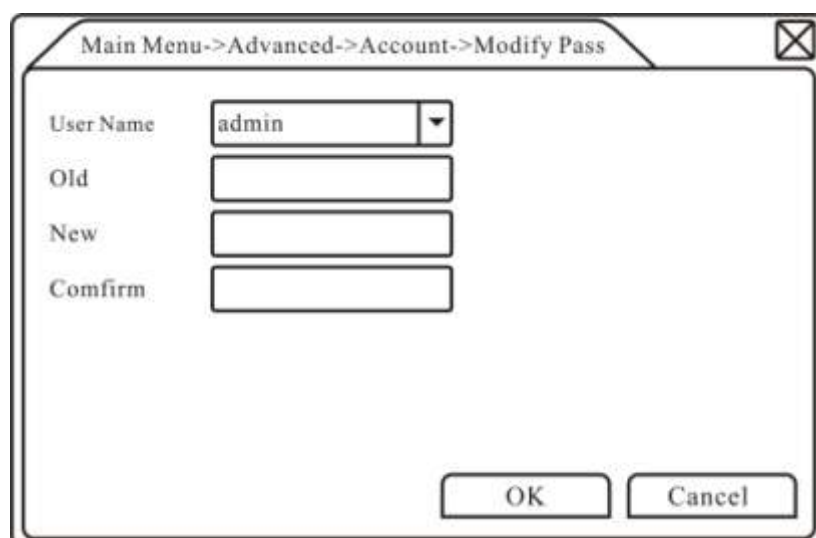 Main Menu->Advanced->Account->Modify Pass
User Name admin
Old
New
Comfirm
OK Cancel